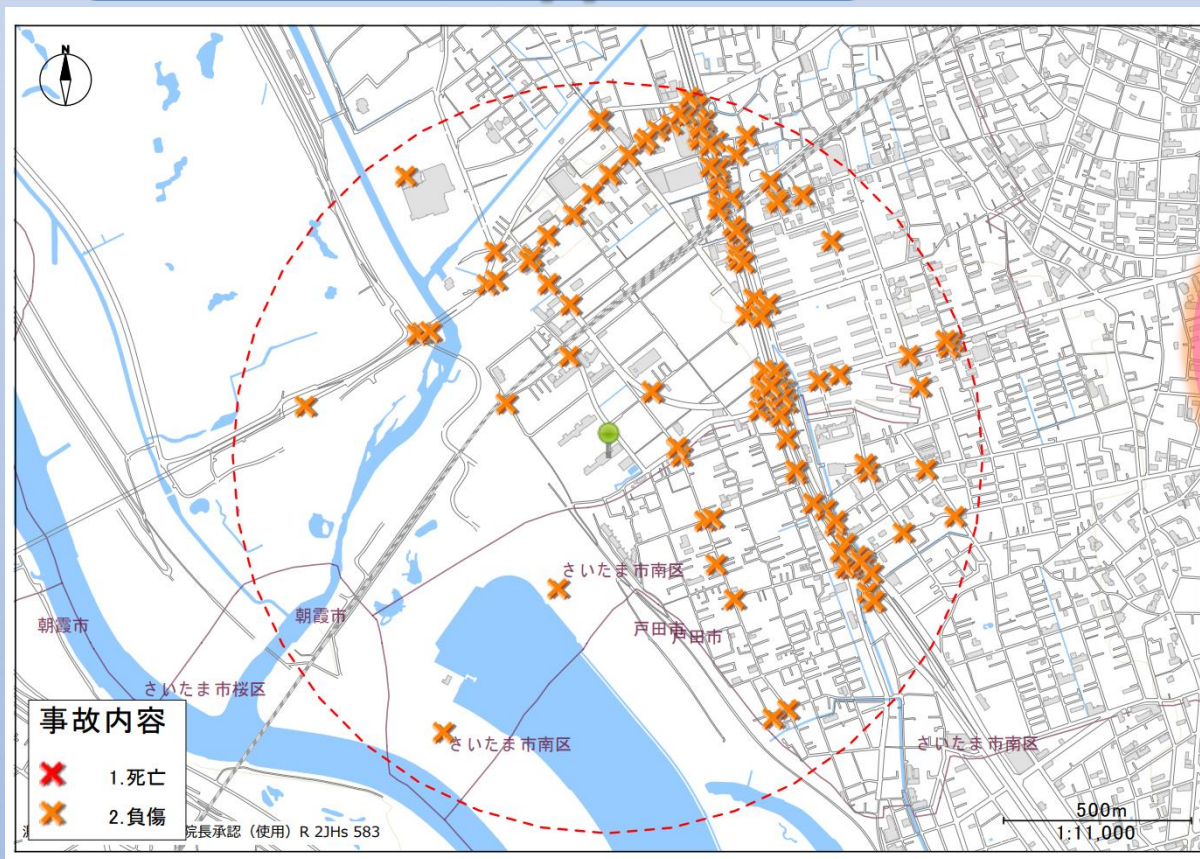 N
さいたま市南区
朝霞市
朝霞市
戸田市
戸田市
さいたま市桜区
さいたま市南区
さいたま市南区
事故内容
1.死亡
2.負傷
院長承認（使用）R 2JHs 583
500m
1:11,000